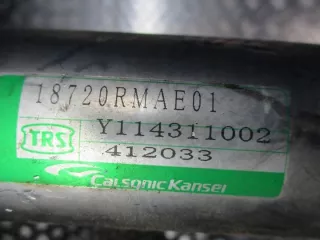 18720RMAE01
TRS
Y114311002
412033
Calsonic Kansei